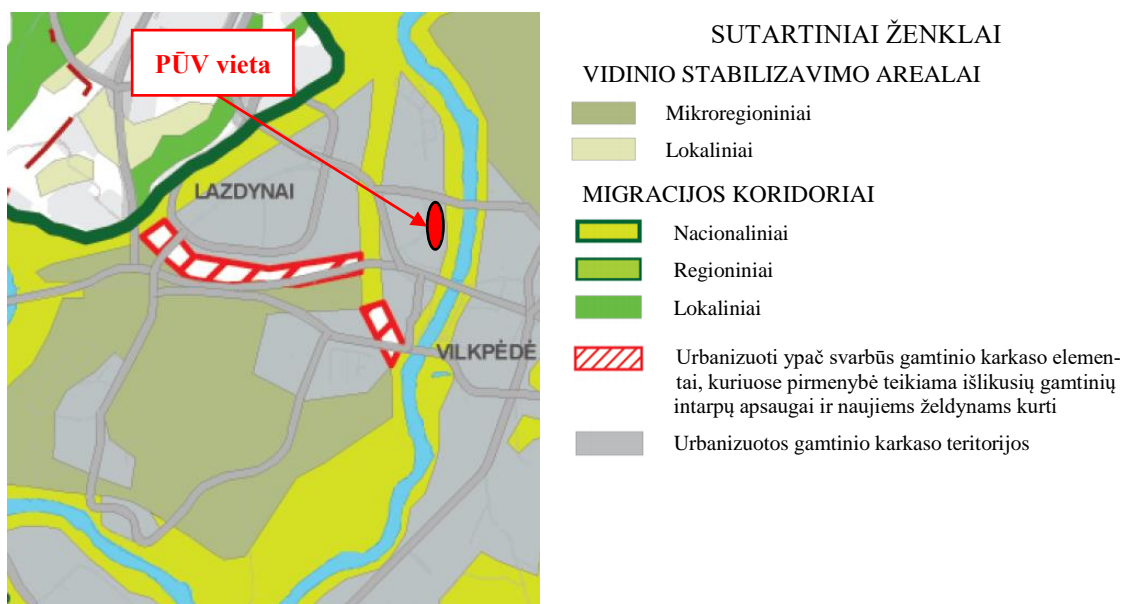 PŪV vieta
LAZDYNAI
VILKPĖDĖ
SUTARTINIAI ŽENKLAI
VIDINIO STABILIZAVIMO AREALAI
Mikroregioniniai
Lokaliniai
MIGRACIJOS KORIDORIAI
Nacionaliniai
Regioniniai
Lokaliniai
Urbanizuoti ypač svarbūs gamtinio karkaso elemen-
tai, kuriuose pirmenybė teikiama išlikusių gamtinių
intarpų apsaugai ir naujiems želdynams kurti
Urbanizuotos gamtinio karkaso teritorijos